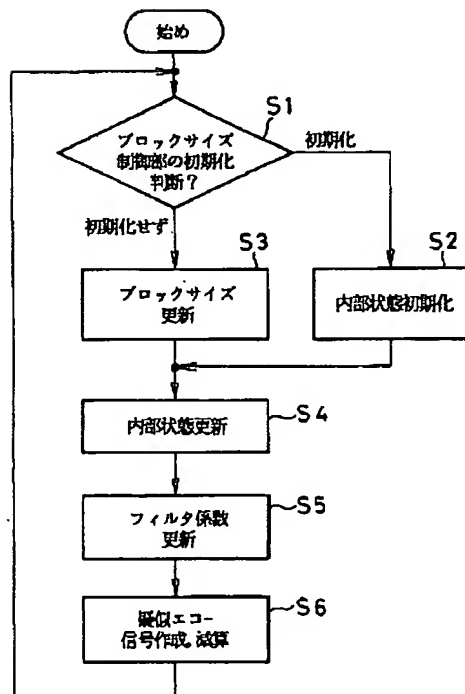 始め
S1
ブロックサイズ
制御部の初期化
判断?
初期化
初期化せず
S3
ブロックサイズ
更新
S2
内部状態初期化
内部状態更新
S4
フィルタ係数
更新
S5
疑似エコー
信号作成。減算
S6